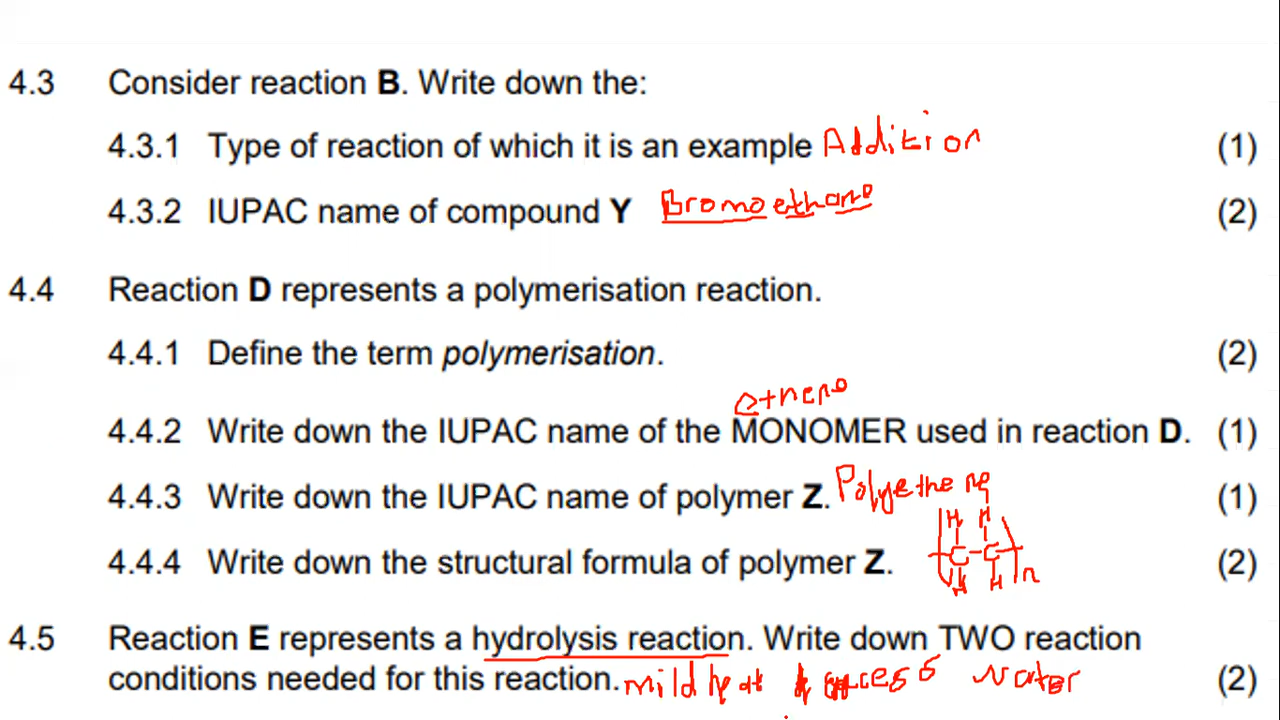 4.3 Consider reaction B. Write down the:
4.3.1 Type of reaction of which it is an example Addition (1)
4.3.2 IUPAC name of compound Y Bromoethane (2)
4.4 Reaction D represents a polymerisation reaction.
4.4.1 Define the term polymerisation. (2)
ethene
4.4.2 Write down the IUPAC name of the MONOMER used in reaction D. (1)
4.4.3 Write down the IUPAC name of polymer Z. Polyethene (1)
H H
4.4.4 Write down the structural formula of polymer Z. C - C (2)
H H n
4.5 Reaction E represents a hydrolysis reaction. Write down TWO reaction
conditions needed for this reaction. mild heat excess water (2)